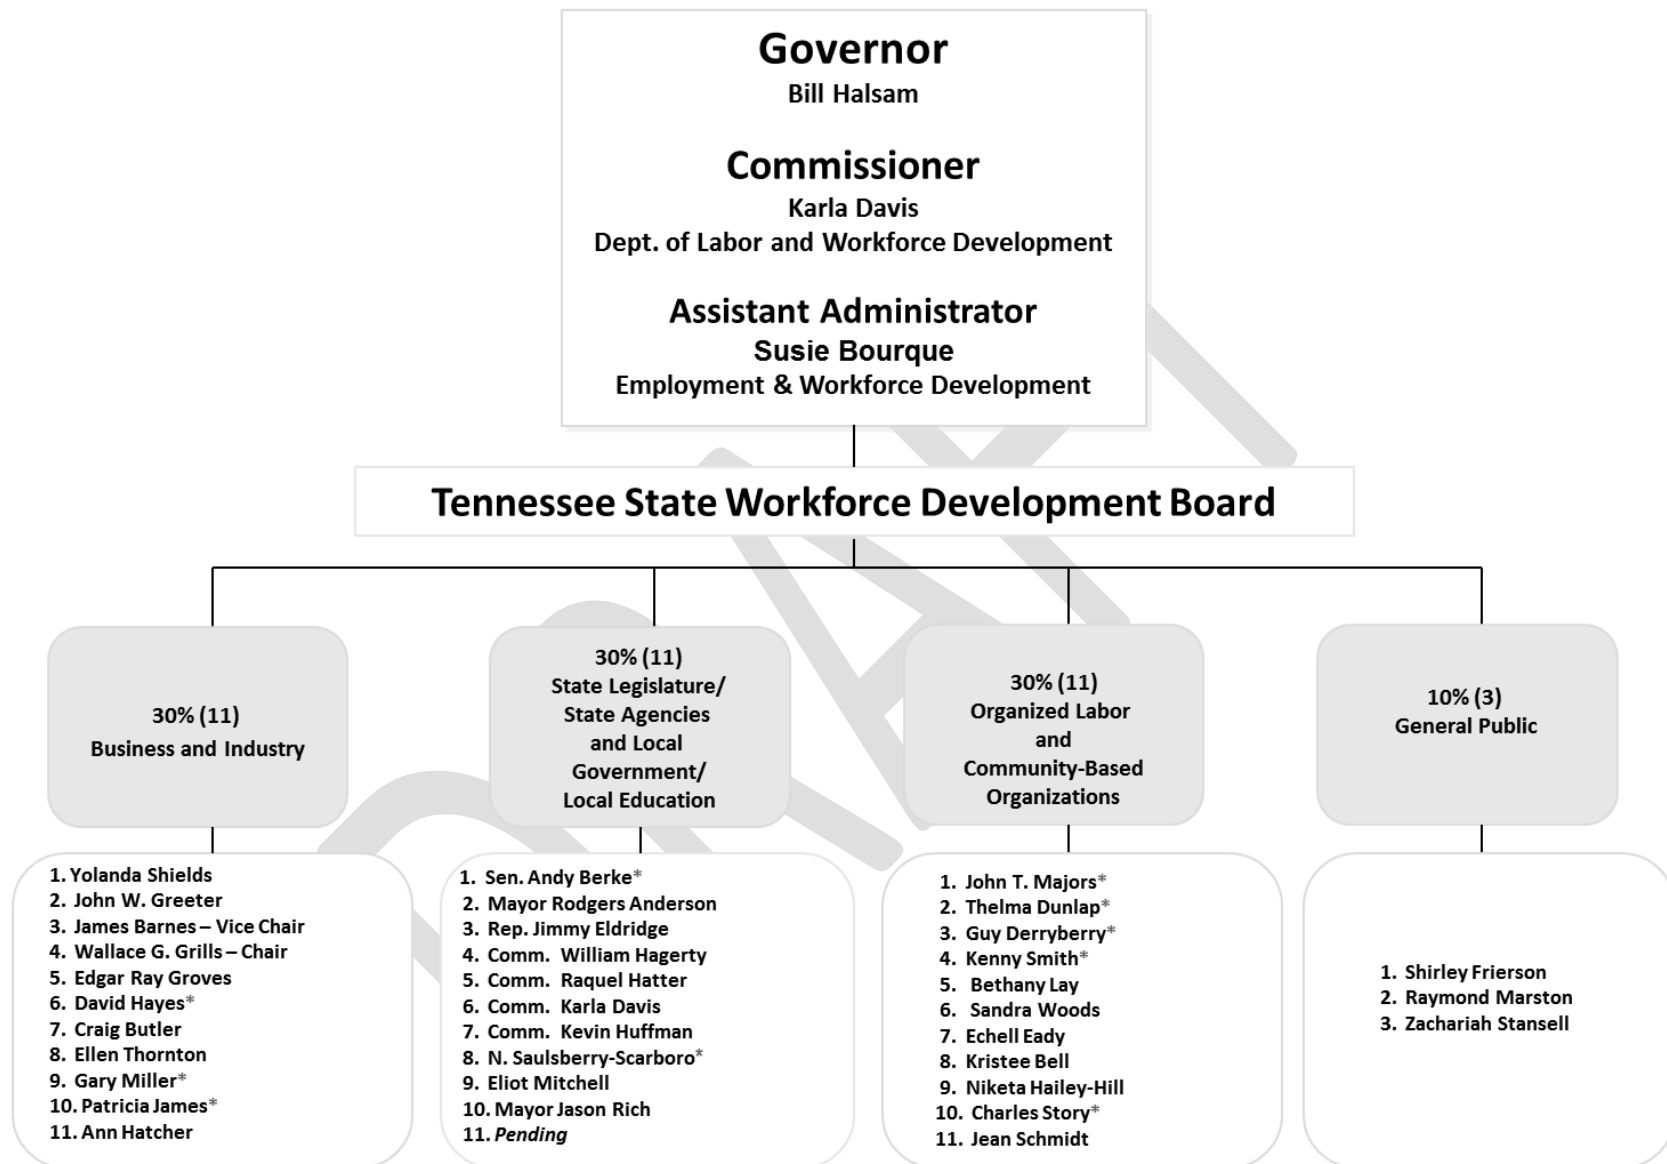 Governor
Bill Halsam
Commissioner
Karla Davis
Dept. of Labor and Workforce Development
Assistant Administrator
Susie Bourque
Employment & Workforce Development
Tennessee State Workforce Development Board
30% (11)
Business and Industry
30% (11)
State Legislature/
State Agencies
and Local
Government/
Local Education
30% (11)
Organized Labor
and
Community-Based
Organizations
10% (3)
General Public
1. Yolanda Shields
2. John W. Greeter
3. James Barnes – Vice Chair
4. Wallace G. Grills – Chair
5. Edgar Ray Groves
6. David Hayes*
7. Craig Butler
8. Ellen Thornton
9. Gary Miller*
10. Patricia James*
11. Ann Hatcher
1. Sen. Andy Berke*
2. Mayor Rodgers Anderson
3. Rep. Jimmy Eldridge
4. Comm. William Hagerty
5. Comm. Raquel Hatter
6. Comm. Karla Davis
7. Comm. Kevin Huffman
8. N. Saulsberry-Scarboro*
9. Eliot Mitchell
10. Mayor Jason Rich
11. Pending
1. John T. Majors*
2. Thelma Dunlap*
3. Guy Derryberry*
4. Kenny Smith*
5. Bethany Lay
6. Sandra Woods
7. Echell Eady
8. Kristee Bell
9. Niketa Hailey-Hill
10. Charles Story*
11. Jean Schmidt
1. Shirley Frierson
2. Raymond Marston
3. Zachariah Stansell
DRAFT